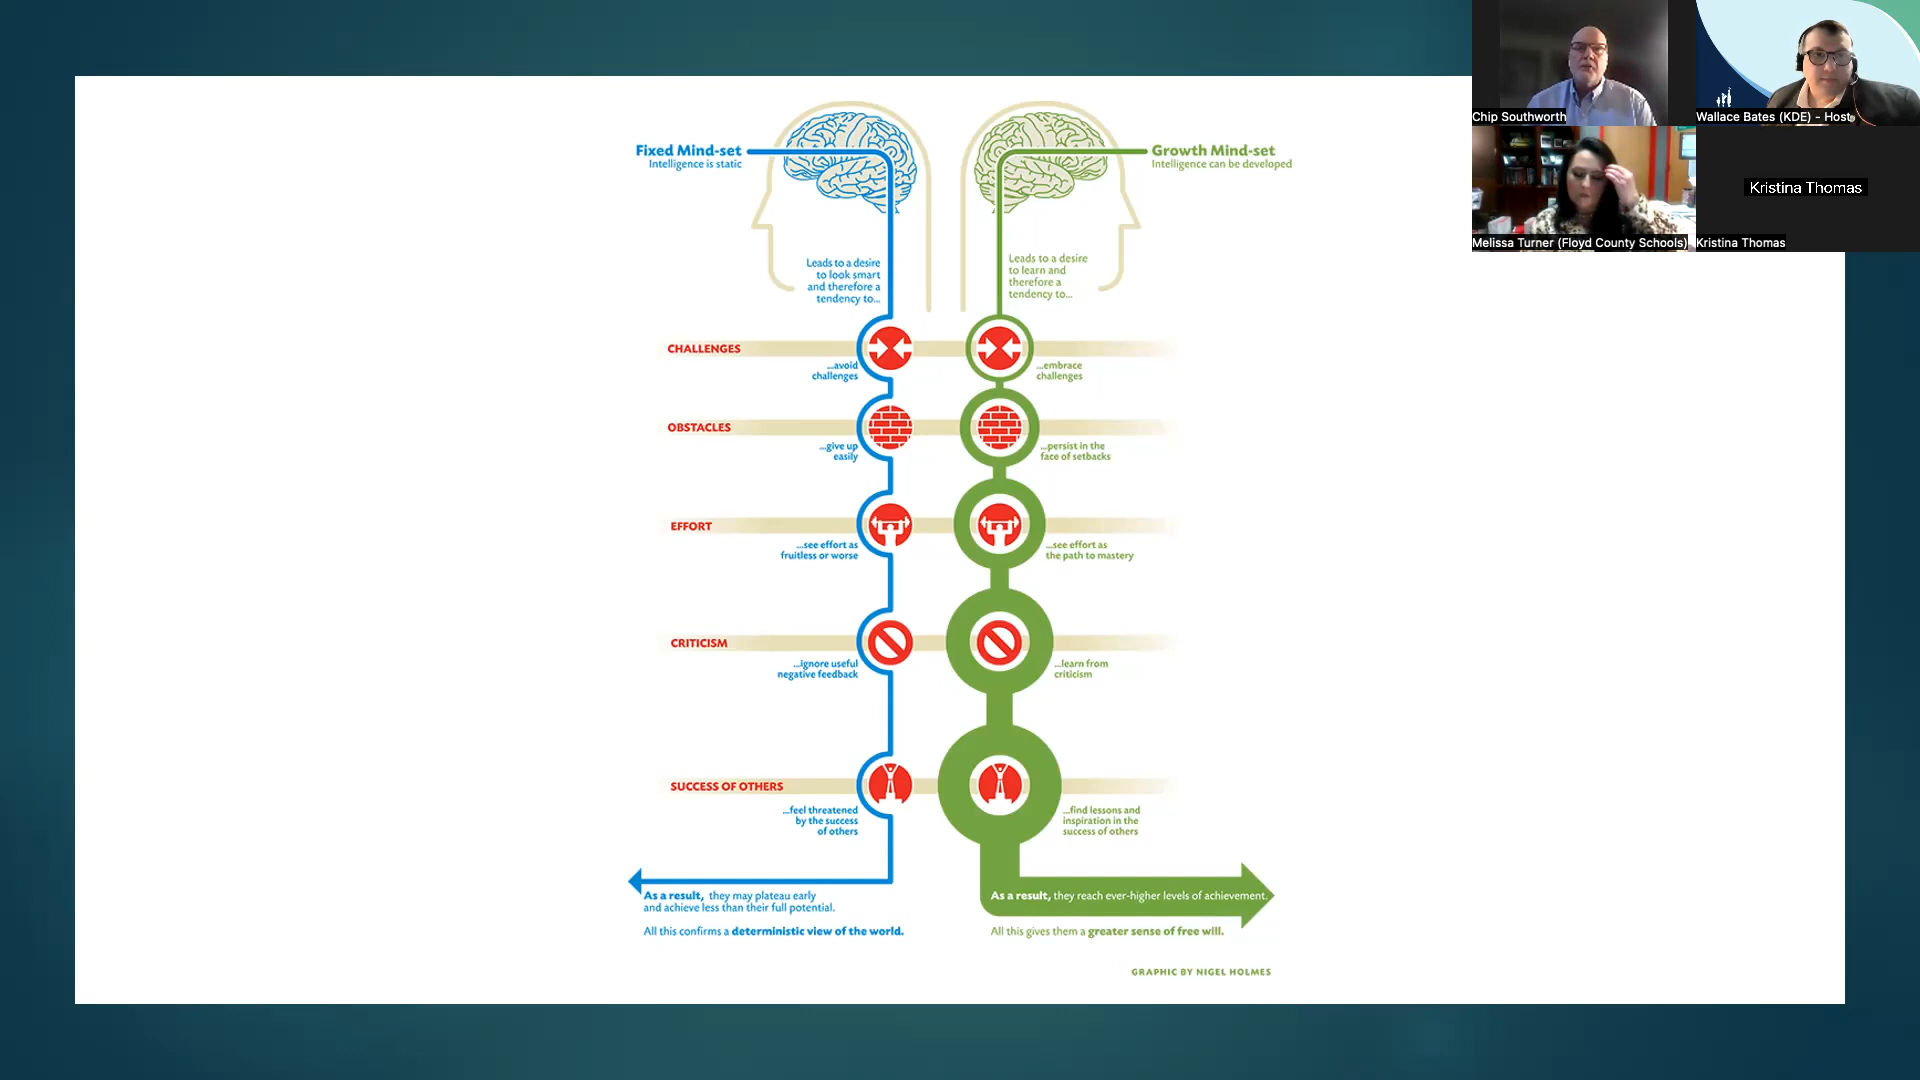 Fixed Mind-set
Intelligence is static
Growth Mind-set
Intelligence can be developed
Leads to a desire
to look smart
and therefore a
tendency to...
Leads to a desire
to learn and
therefore a
tendency to...
CHALLENGES
...avoid
challenges
...embrace
challenges
OBSTACLES
...give up
easily
...persist in the
face of setbacks
EFFORT
...see effort as
fruitless or worse
...see effort as
the path to mastery
CRITICISM
...ignore useful
negative feedback
...learn from
criticism
SUCCESS OF OTHERS
...feel threatened
by the success
of others
...find lessons and
inspiration in the
success of others
As a result, they may plateau early
and achieve less than their full potential.
All this confirms a deterministic view of the world.
As a result, they reach ever-higher levels of achievement.
All this gives them a greater sense of free will.
GRAPHIC BY NIGEL HOLMES
Chip Southworth
Wallace Bates (KDE) - Host
Melissa Turner (Floyd County Schools)
Kristina Thomas
Kristina Thomas